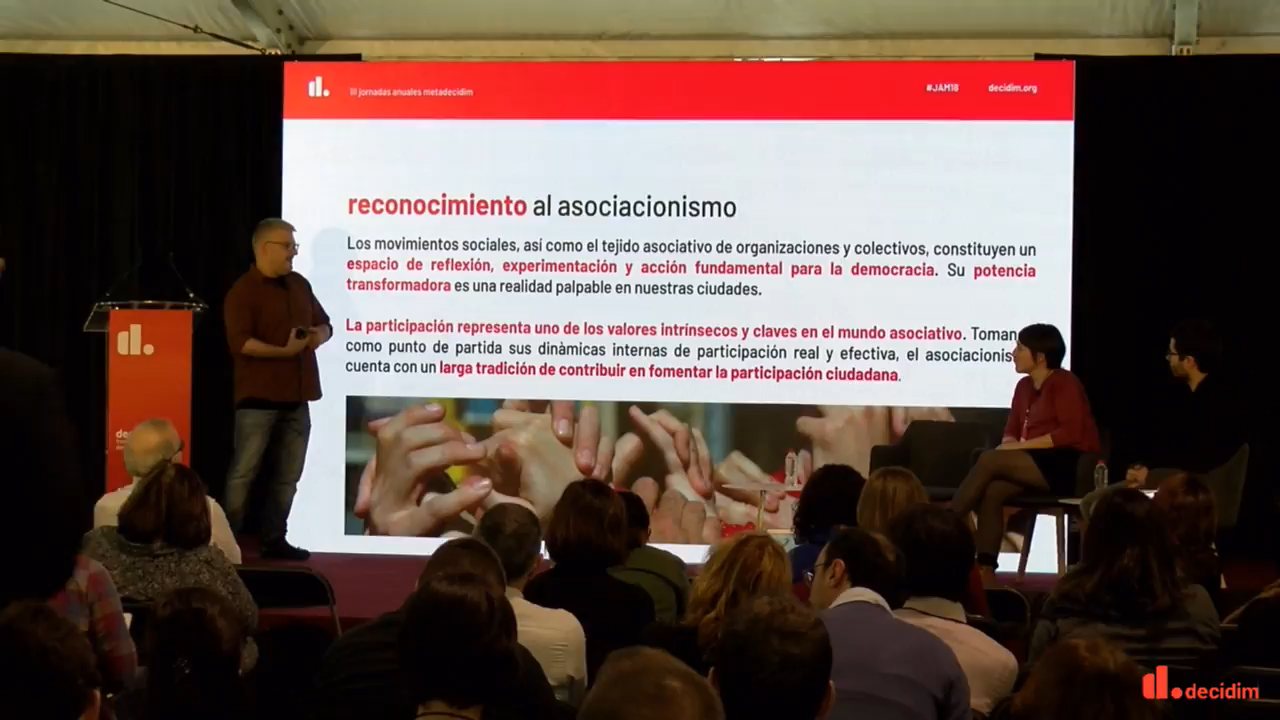 d.
III jornadas anuales metadecidim
#JAM18
decidim.org
reconocimiento al asociacionismo
Los movimientos sociales, así como el tejido asociativo de organizaciones y colectivos, constituyen un
espacio de reflexión, experimentación y acción fundamental para la democracia. Su potencia
transformadora es una realidad palpable en nuestras ciudades.
La participación representa uno de los valores intrínsecos y claves en el mundo asociativo.
como punto de partida sus dinàmicas internas de participación real y efectiva, el
cuenta con un larga tradición de contribuir en fomentar la participación ciudadana.
d.
d. decidim